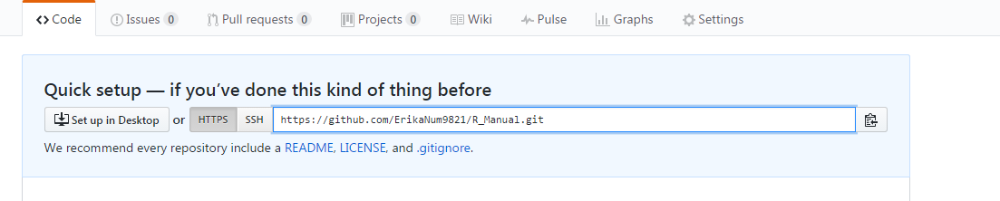 Code Issues 0 Pull requests 0 Projects 0 Wiki Pulse Graphs Settings
Quick setup — if you've done this kind of thing before
Set up in Desktop or HTTPS SSH https://github.com/ErikaNum9821/R_Manual.git
We recommend every repository include a README, LICENSE, and .gitignore.